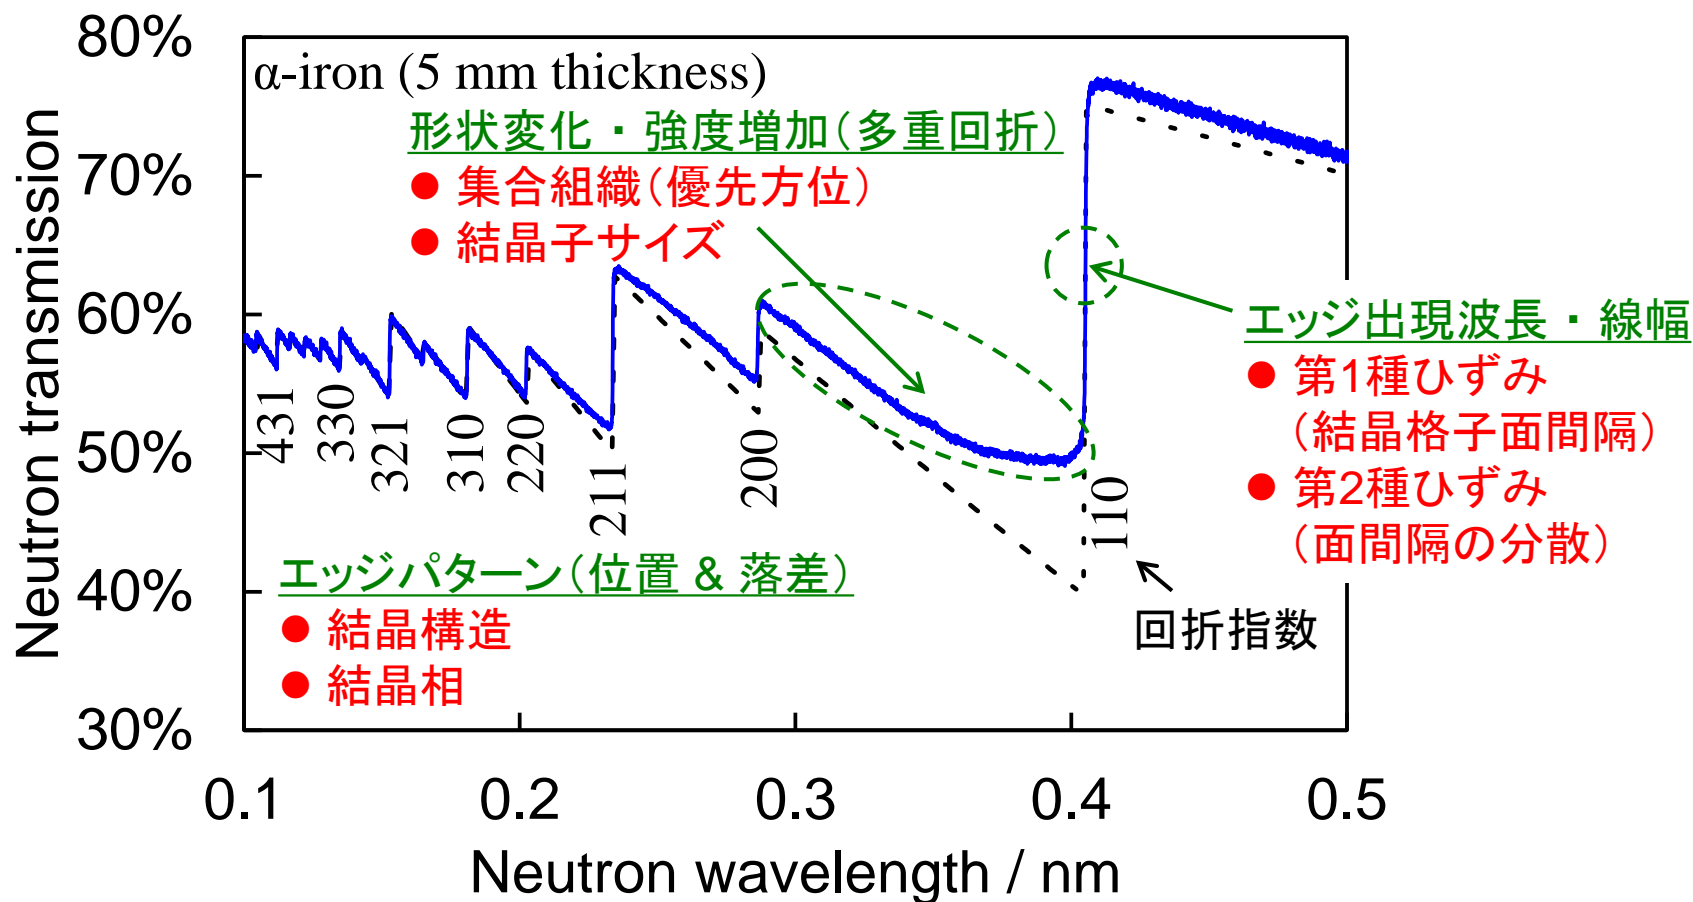 80%
70%
60%
50%
40%
30%
Neutron transmission
α-iron (5 mm thickness)
形状変化・強度増加(多重回折)
● 集合組織(優先方位)
● 結晶子サイズ
エッジ出現波長・線幅
● 第1種ひずみ
(結晶格子面間隔)
● 第2種ひずみ
(面間隔の分散)
431
330
321
310
220
211
200
110
エッジパターン(位置 & 落差)
● 結晶構造
● 結晶相
回折指数
0.1
0.2
0.3
0.4
0.5
Neutron wavelength / nm